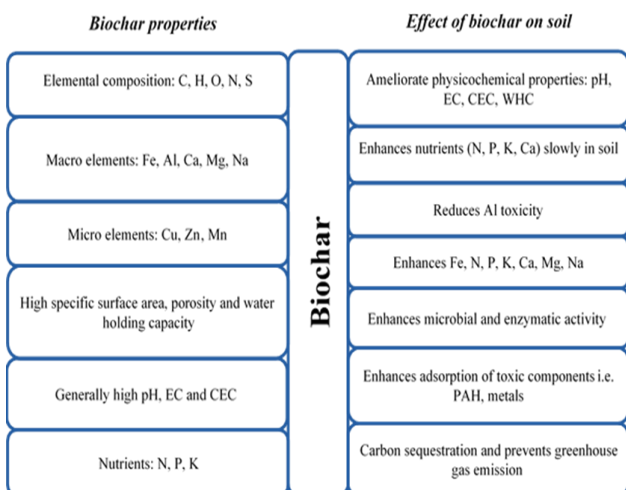 Biochar properties
Elemental composition: C, H, O, N, S
Macro elements: Fe, Al, Ca, Mg, Na
Micro elements: Cu, Zn, Mn
High specific surface area, porosity and water
holding capacity
Generally high pH, EC and CEC
Nutrients: N, P, K
Biochar
Effect of biochar on soil
Ameliorate physicochemical properties: pH,
EC, CEC, WHC
Enhances nutrients (N, P, K, Ca) slowly in soil
Reduces Al toxicity
Enhances Fe, N, P, K, Ca, Mg, Na
Enhances microbial and enzymatic activity
Enhances adsorption of toxic components i.e.
PAH, metals
Carbon sequestration and prevents greenhouse
gas emission